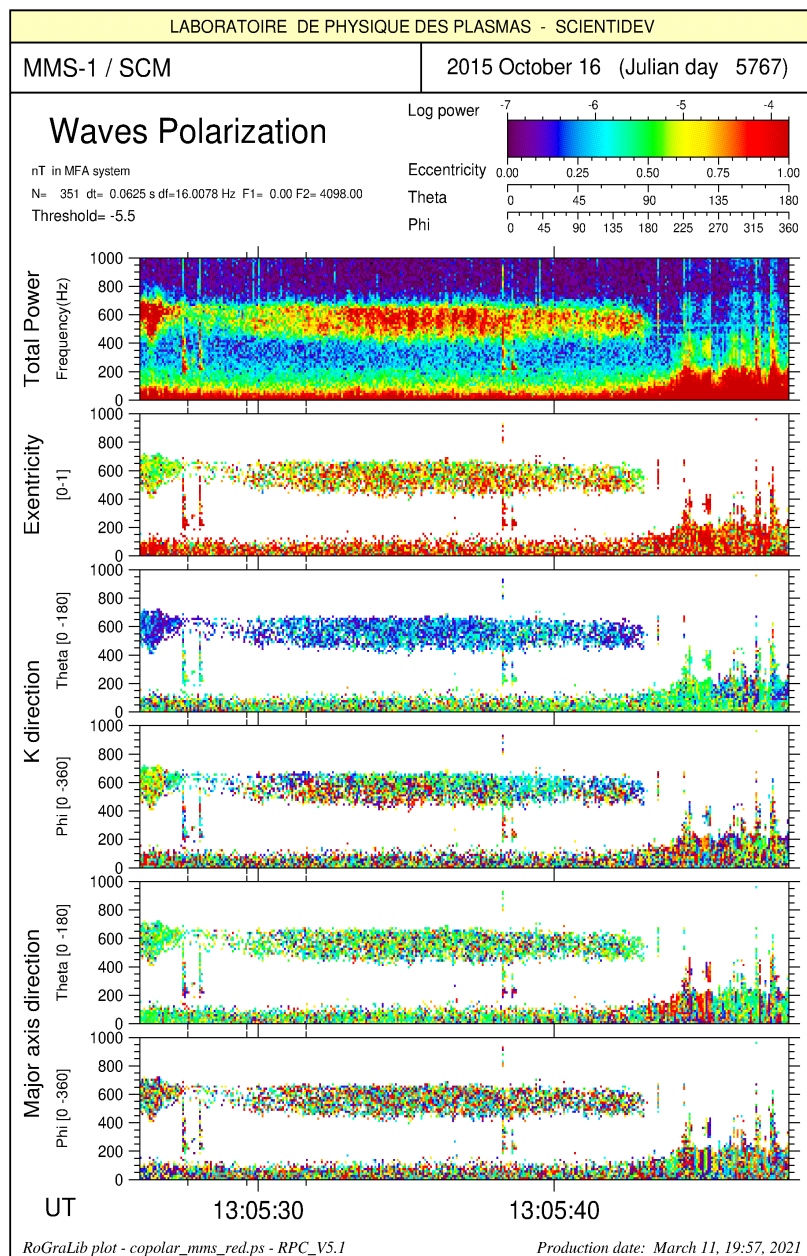 LABORATOIRE DE PHYSIQUE DES PLASMAS - SCIENTIDEV
MMS-1 / SCM
2015 October 16 (Julian day 5767)
Waves Polarization
nT in MFA system
N= 351 dt= 0.0625 s df=16.0078 Hz F1= 0.00 F2= 4098.00
Threshold= -5.5
Log power
-7 -6 -5 -4
Eccentricity 0.00 0.25 0.50 0.75 1.00
Theta 0 45 90 135 180
Phi 0 45 90 135 180 225 270 315 360
Total Power
Frequency(Hz)
1000
800
600
400
200
0
Exentricity
[0-1]
1000
800
600
400
200
0
K direction
Theta [0 -180]
1000
800
600
400
200
0
Phi [0 -360]
1000
800
600
400
200
0
Major axis direction
Theta [0 -180]
1000
800
600
400
200
0
Phi [0 -360]
1000
800
600
400
200
0
UT 13:05:30 13:05:40
RoGraLib plot - copolar_mms_red.ps - RPC_V5.1
Production date: March 11, 19:57, 2021